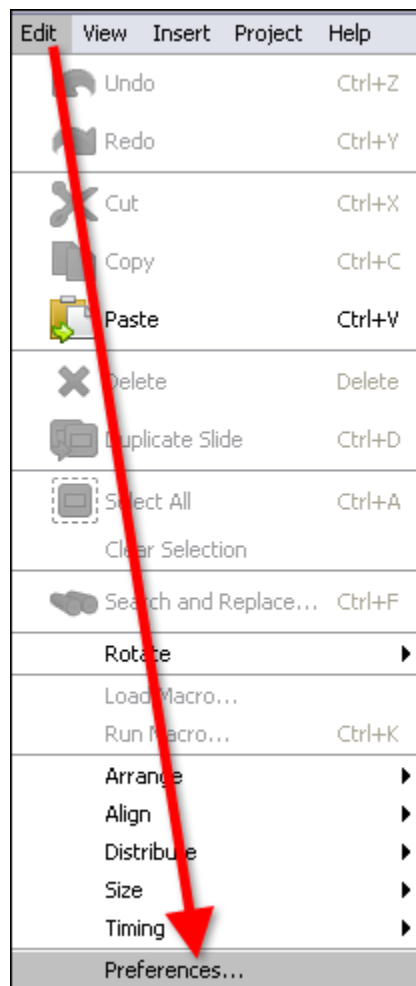 Edit View Insert Project Help
Undo Ctrl+Z
Redo Ctrl+Y
Cut Ctrl+X
Copy Ctrl+C
Paste Ctrl+V
Delete Delete
Duplicate Slide Ctrl+D
Select All Ctrl+A
Clear Selection
Search and Replace... Ctrl+F
Rotate
Load Macro...
Run Macro... Ctrl+K
Arrange
Align
Distribute
Size
Timing
Preferences...